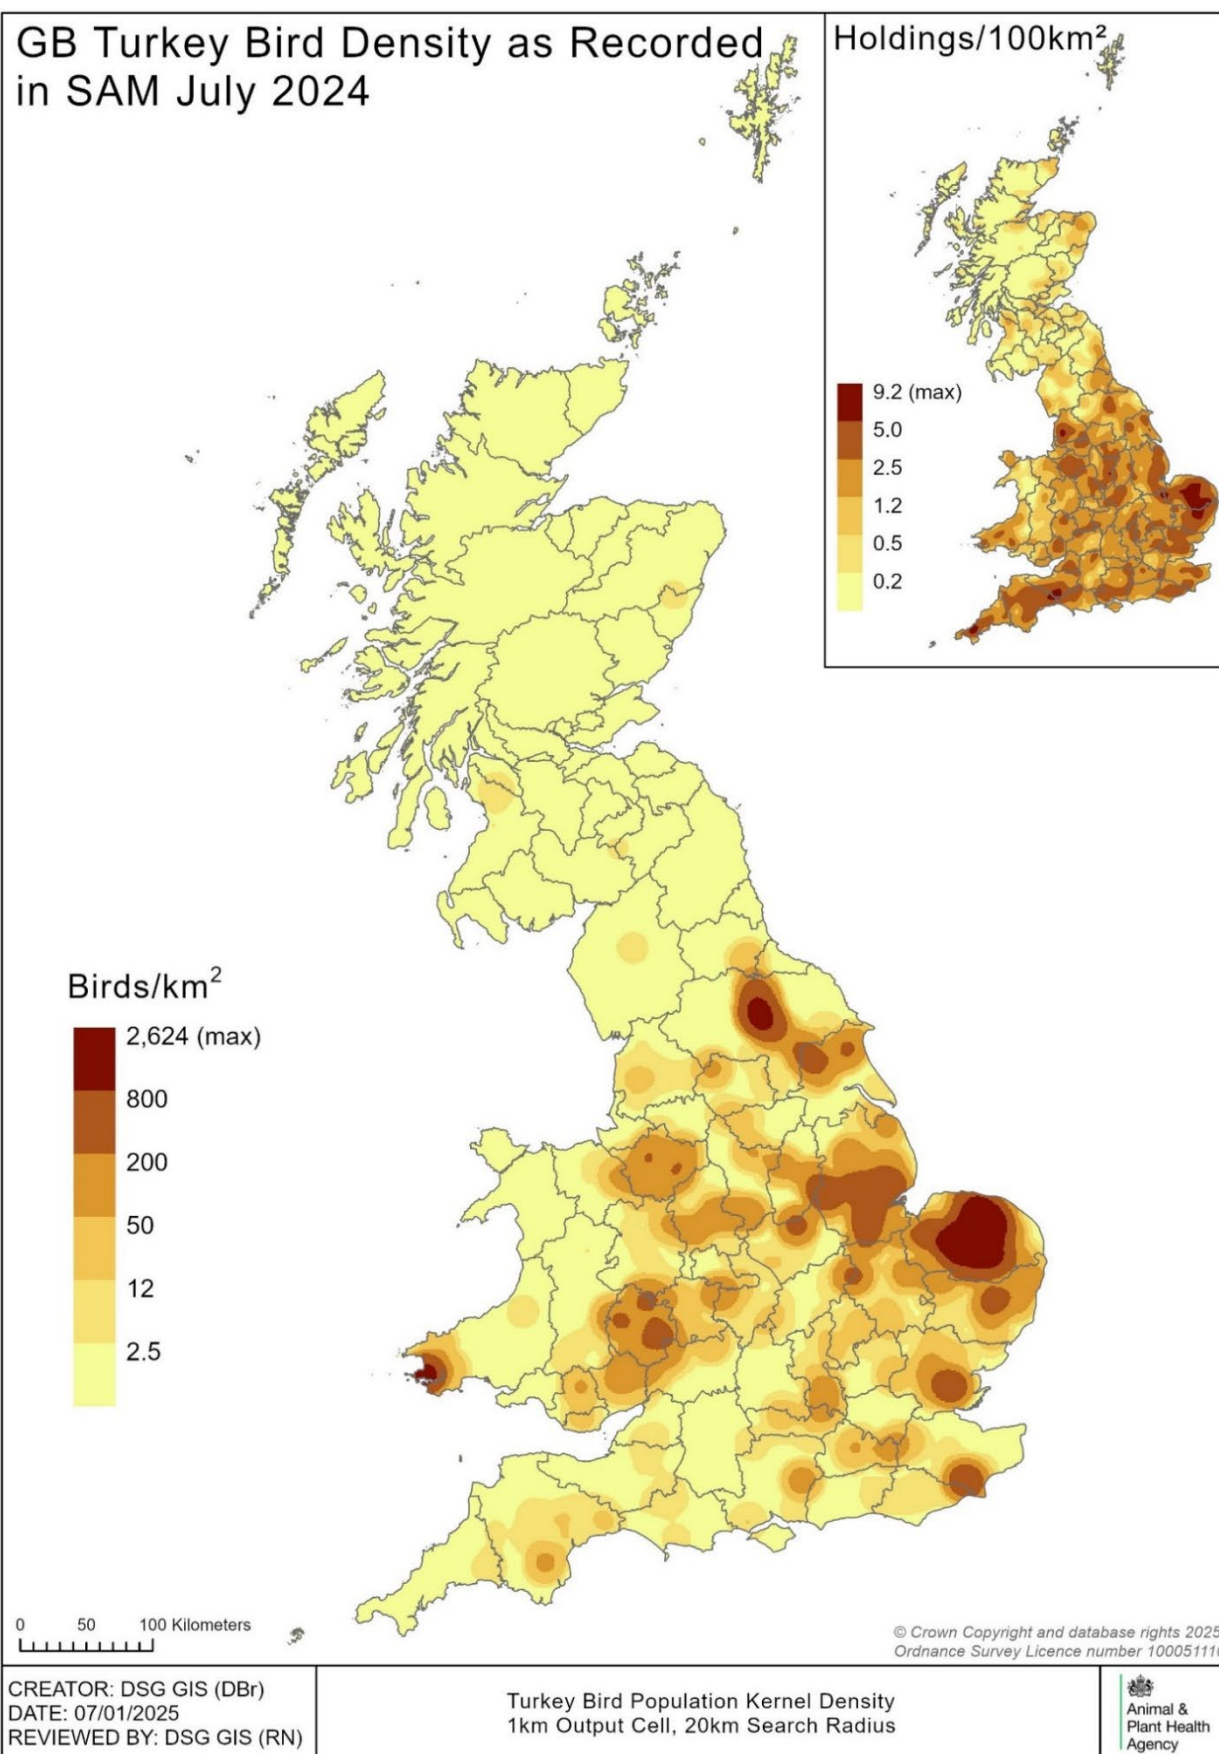 GB Turkey Bird Density as Recorded
in SAM July 2024
Holdings/100km²
9.2 (max)
5.0
2.5
1.2
0.5
0.2
Birds/km²
2,624 (max)
800
200
50
12
2.5
0 50 100 Kilometers
© Crown Copyright and database rights 2025
Ordnance Survey Licence number
CREATOR: DSG GIS (DBr)
DATE: 07/01/2025
REVIEWED BY: DSG GIS (RN)
Turkey Bird Population Kernel Density
1km Output Cell, 20km Search Radius
Animal &
Plant Health
Agency